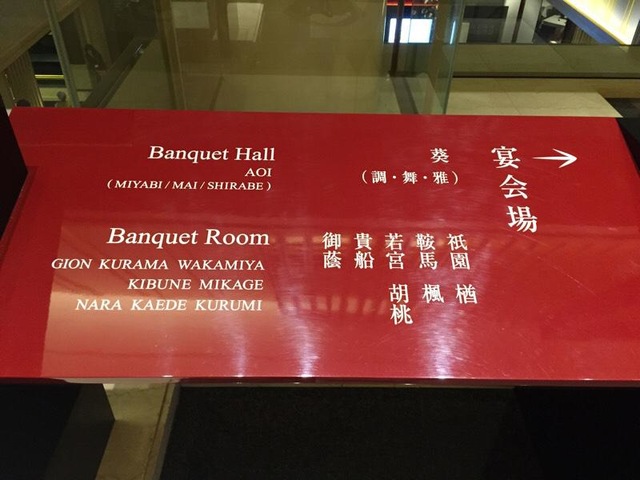 Banquet Hall
AOI
( MIYABI / MAI / SHIRABE )
Banquet Room
GION KURAMA WAKAMIYA
KIBUNE MIKAGE
NARA KAEDE KURUMI
宴会場
葵
(調・舞・雅)
祇園
鞍馬
若宮
貴船
御蔭
楢
楓
胡桃